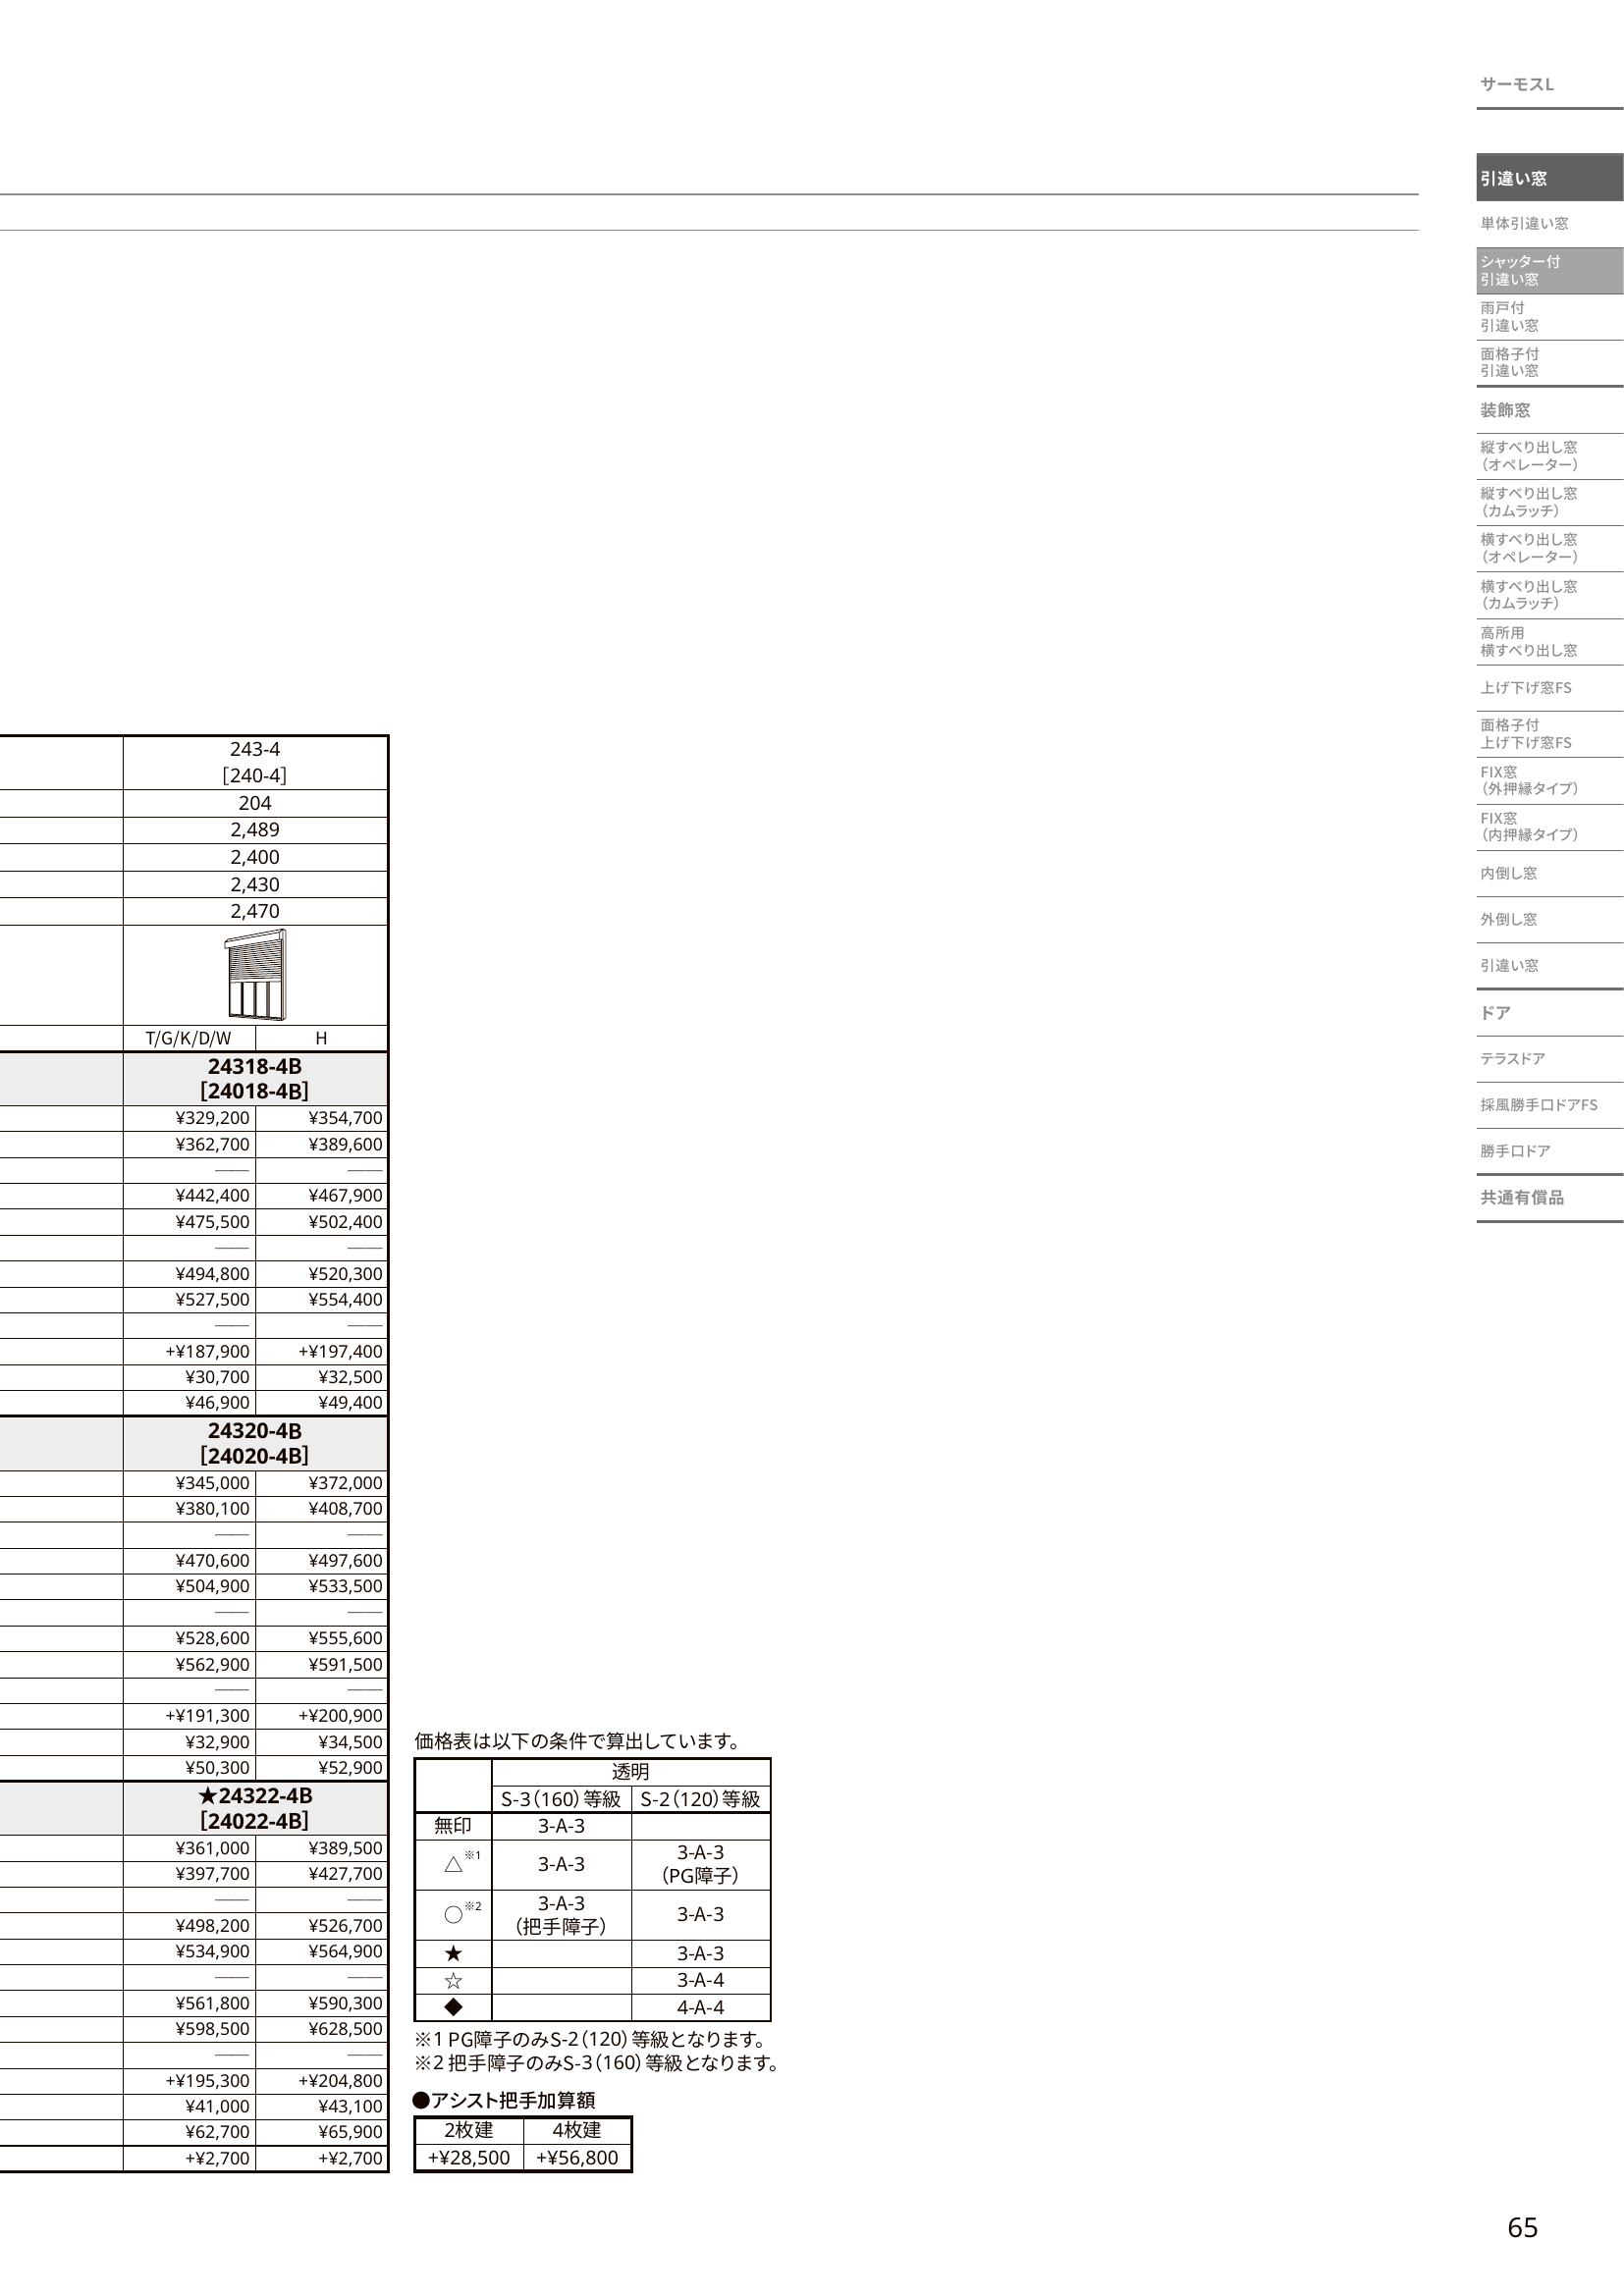 サーモスL
引違い窓
単体引違い窓
シャッター付
引違い窓
雨戸付
引違い窓
面格子付
引違い窓
装飾窓
縦すべり出し窓
（オペレーター）
縦すべり出し窓
（カムラッチ）
横すべり出し窓
（オペレーター）
横すべり出し窓
（カムラッチ）
高所用
横すべり出し窓
上げ下げ窓FS
面格子付
上げ下げ窓FS
FIX窓
（外押縁タイプ）
FIX窓
（内押縁タイプ）
内倒し窓
外倒し窓
引違い窓
ドア
テラスドア
採風勝手口ドアFS
勝手口ドア
共通有償品
243-4
［240-4］
204
2,489
2,400
2,430
2,470
T/G/K/D/W H
24318-4B
［24018-4B］
¥329,200 ¥354,700
¥362,700 ¥389,600
―― ――
¥442,400 ¥467,900
¥475,500 ¥502,400
―― ――
¥494,800 ¥520,300
¥527,500 ¥554,400
―― ――
+¥187,900 +¥197,400
¥30,700 ¥32,500
¥46,900 ¥49,400
24320-4B
［24020-4B］
¥345,000 ¥372,000
¥380,100 ¥408,700
―― ――
¥470,600 ¥497,600
¥504,900 ¥533,500
―― ――
¥528,600 ¥555,600
¥562,900 ¥591,500
―― ――
+¥191,300 +¥200,900
¥32,900 ¥34,500
¥50,300 ¥52,900
★24322-4B
［24022-4B］
¥361,000 ¥389,500
¥397,700 ¥427,700
―― ――
¥498,200 ¥526,700
¥534,900 ¥564,900
―― ――
¥561,800 ¥590,300
¥598,500 ¥628,500
―― ――
+¥195,300 +¥204,800
¥41,000 ¥43,100
¥62,700 ¥65,900
+¥2,700 +¥2,700
価格表は以下の条件で算出しています。
透明
S-3（160）等級 S-2（120）等級
無印 3-A-3
△※1 3-A-3 3-A-3
（PG障子）
○※2 3-A-3
（把手障子） 3-A-3
★ 3-A-3
☆ 3-A-4
◆ 4-A-4
※1 PG障子のみS-2（120）等級となります。
※2 把手障子のみS-3（160）等級となります。
●アシスト把手加算額
2枚建 4枚建
+¥28,500 +¥56,800
65